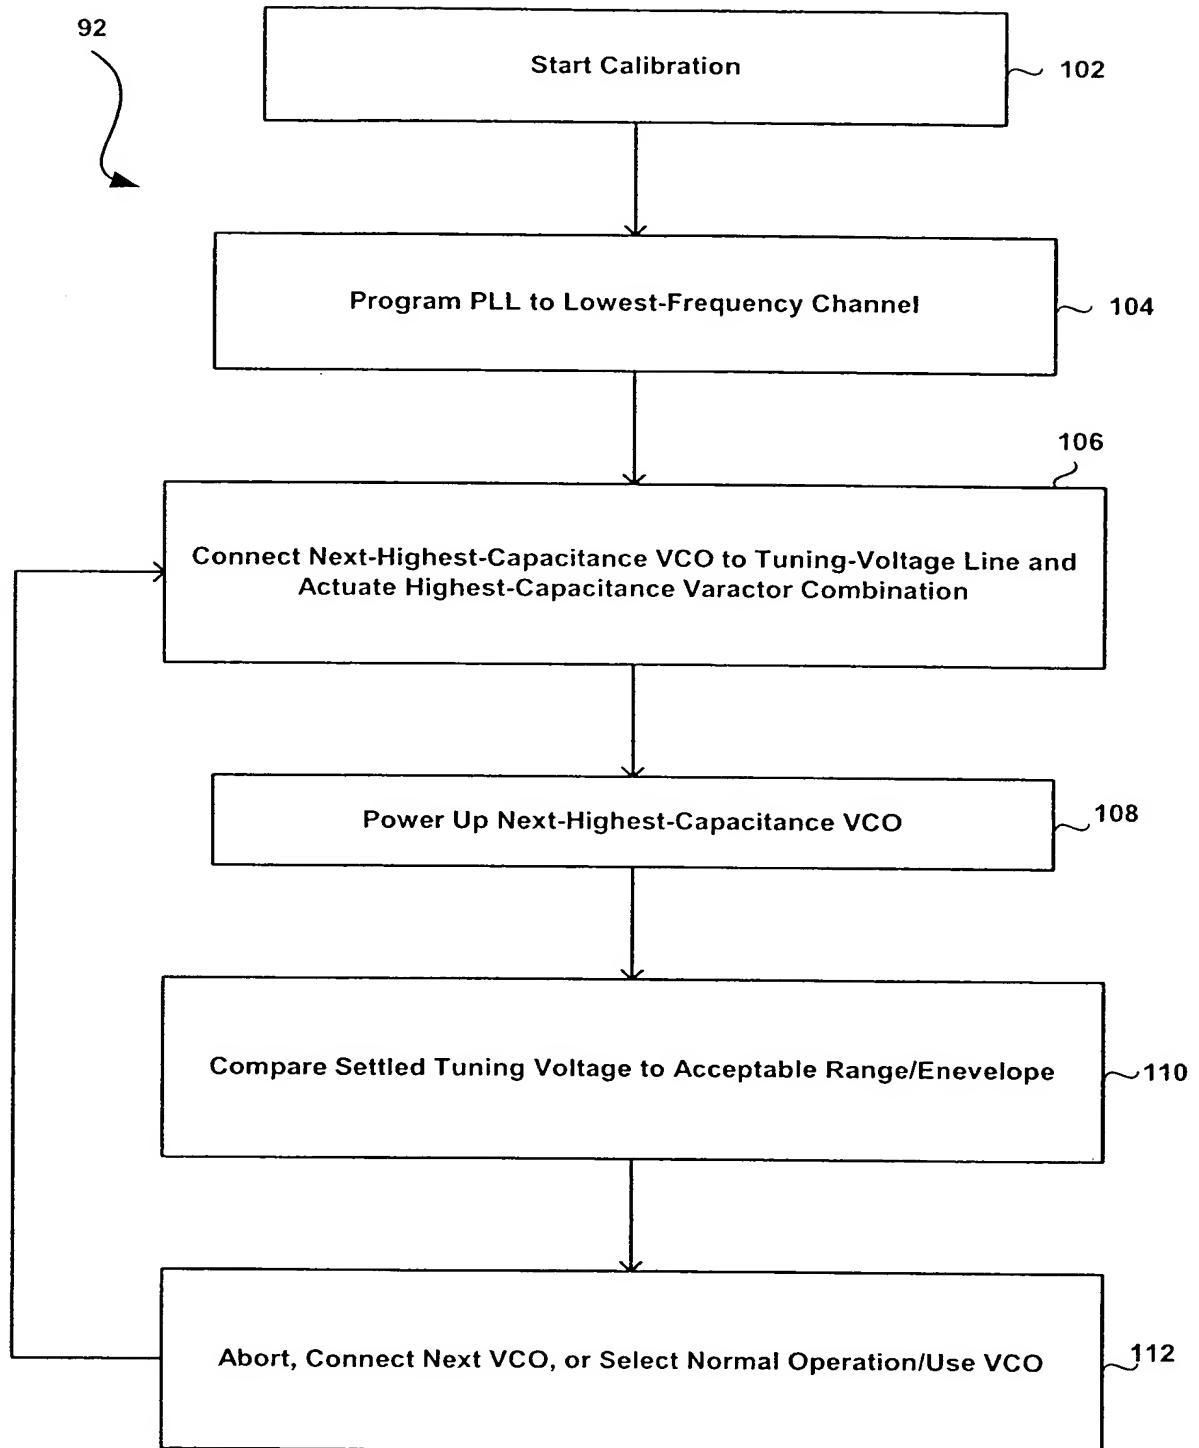 92
Start Calibration
102
Program PLL to Lowest-Frequency Channel
104
106
Connect Next-Highest-Capacitance VCO to Tuning-Voltage Line and
Actuate Highest-Capacitance Varactor Combination
Power Up Next-Highest-Capacitance VCO
108
Compare Settled Tuning Voltage to Acceptable Range/Enevelope
110
Abort, Connect Next VCO, or Select Normal Operation/Use VCO
112